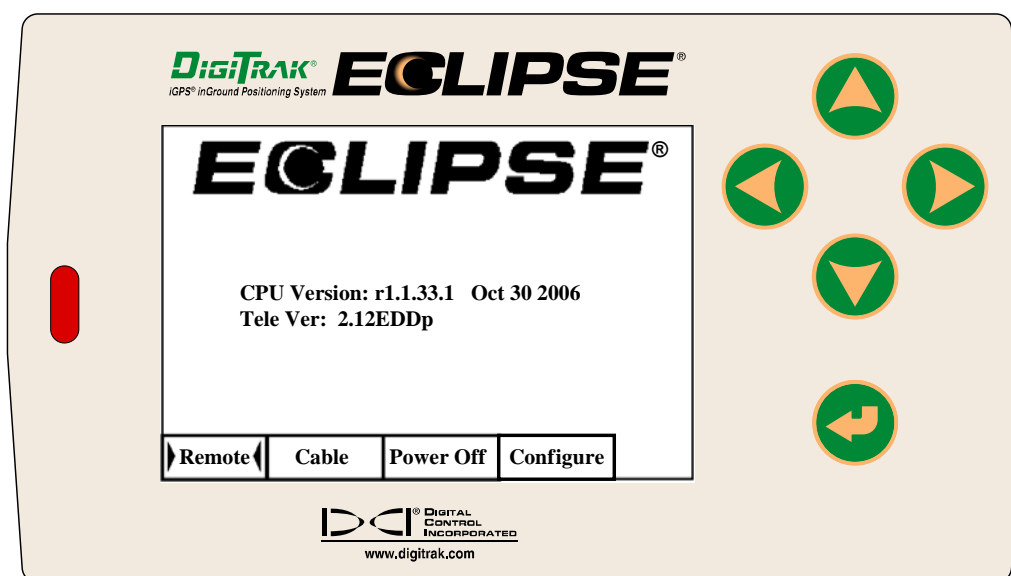 DIGITRAK® ECLIPSE®
iGPS® inGround Positioning System
ECLIPSE®
CPU Version: r1.1.33.1 Oct 30 2006
Tele Ver: 2.12EDDp
Remote Cable Power Off Configure
DCI® DIGITAL
CONTROL
INCORPORATED
www.digitrak.com